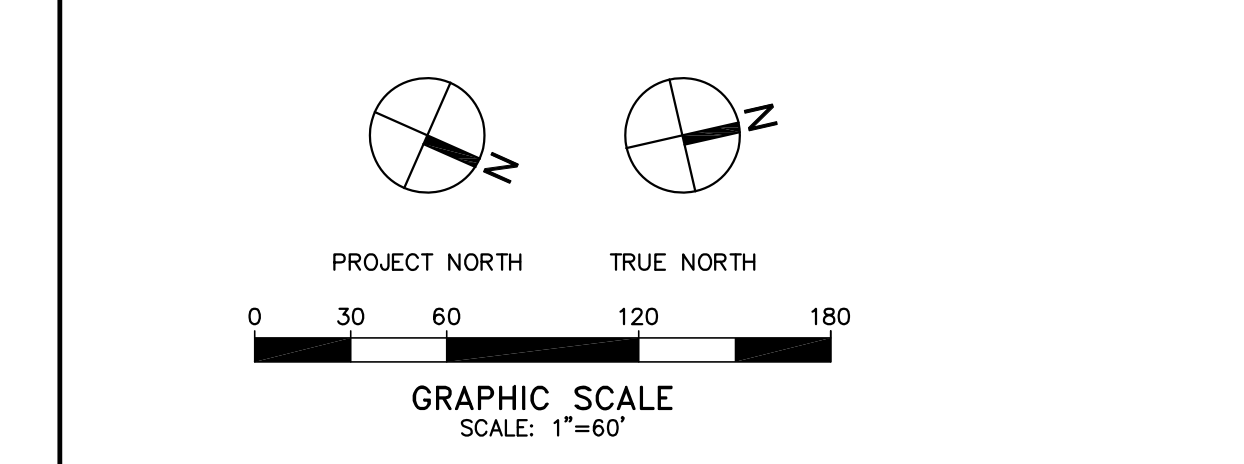 N N
PROJECT NORTH TRUE NORTH
0 30 60 120 180
GRAPHIC SCALE
SCALE: 1"=60'